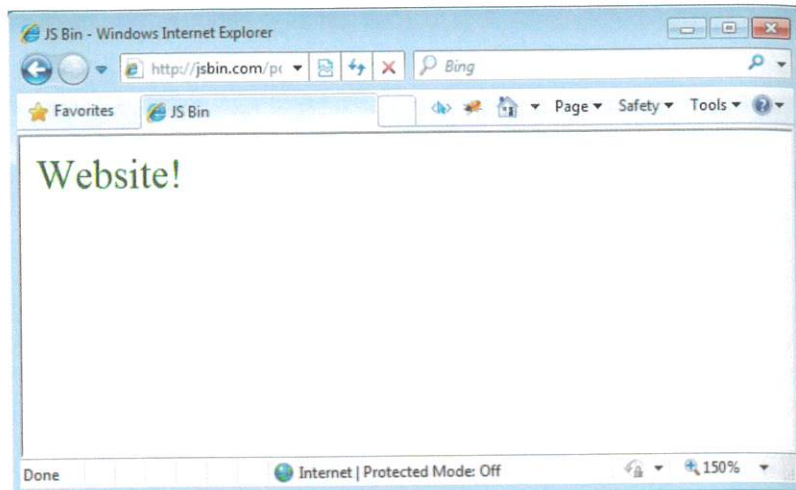 JS Bin - Windows Internet Explorer
http://jsbin.com/p Bing
Favorites JS Bin Page Safety Tools
Website!
Done Internet | Protected Mode: Off 150%